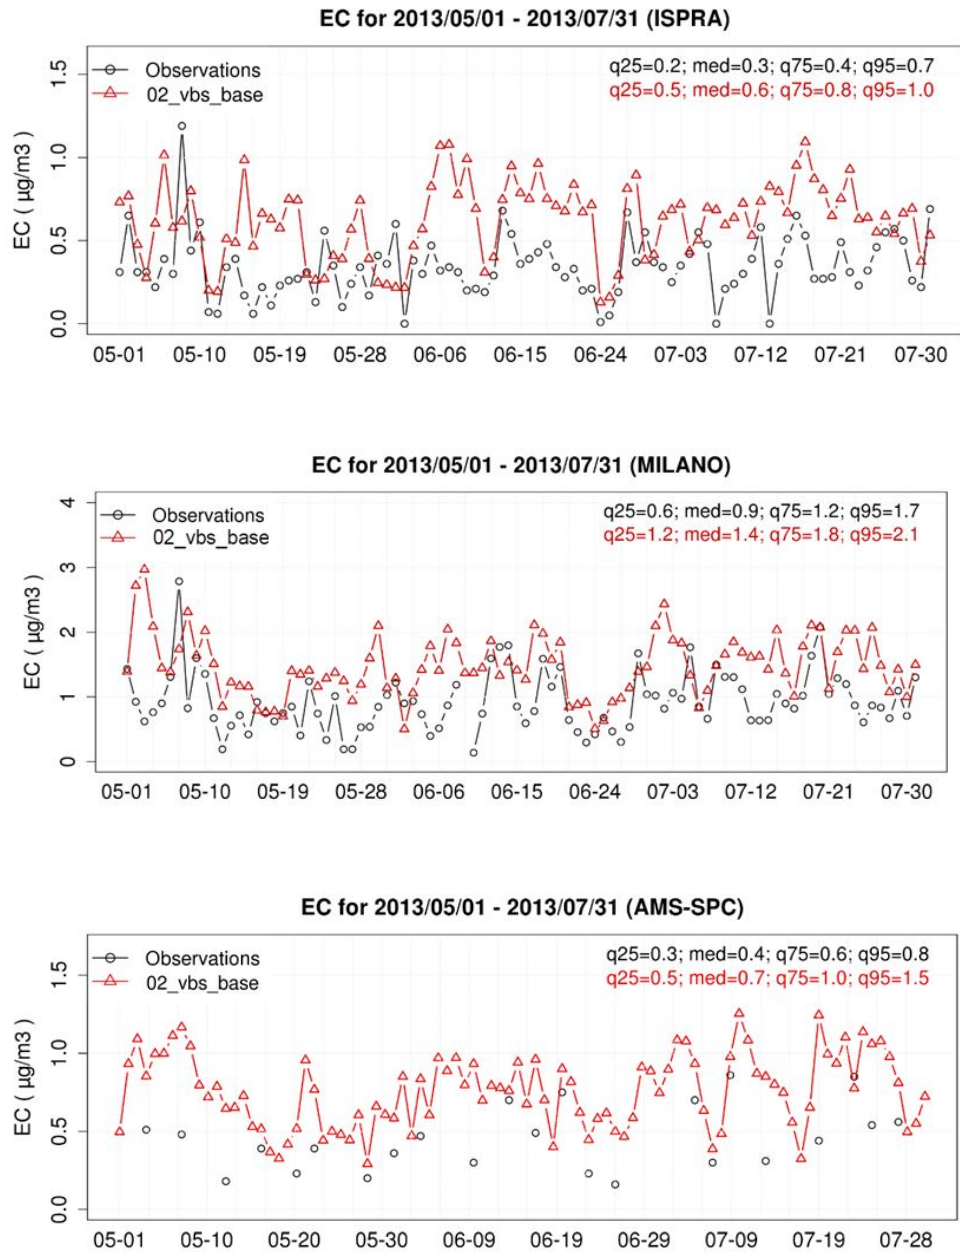 EC for 2013/05/01 - 2013/07/31 (ISPRA)
Observations
02_vbs_base
q25=0.2; med=0.3; q75=0.4; q95=0.7
q25=0.5; med=0.6; q75=0.8; q95=1.0
EC ( µg/m3 )
1.5
1.0
0.5
0.0
05-01 05-10 05-19 05-28 06-06 06-15 06-24 07-03 07-12 07-21 07-30
EC for 2013/05/01 - 2013/07/31 (MILANO)
Observations
02_vbs_base
q25=0.6; med=0.9; q75=1.2; q95=1.7
q25=1.2; med=1.4; q75=1.8; q95=2.1
EC ( µg/m3 )
4
3
2
1
0
05-01 05-10 05-19 05-28 06-06 06-15 06-24 07-03 07-12 07-21 07-30
EC for 2013/05/01 - 2013/07/31 (AMS-SPC)
Observations
02_vbs_base
q25=0.3; med=0.4; q75=0.6; q95=0.8
q25=0.5; med=0.7; q75=1.0; q95=1.5
EC ( µg/m3 )
1.5
1.0
0.5
0.0
05-01 05-10 05-20 05-30 06-09 06-19 06-29 07-09 07-19 07-28